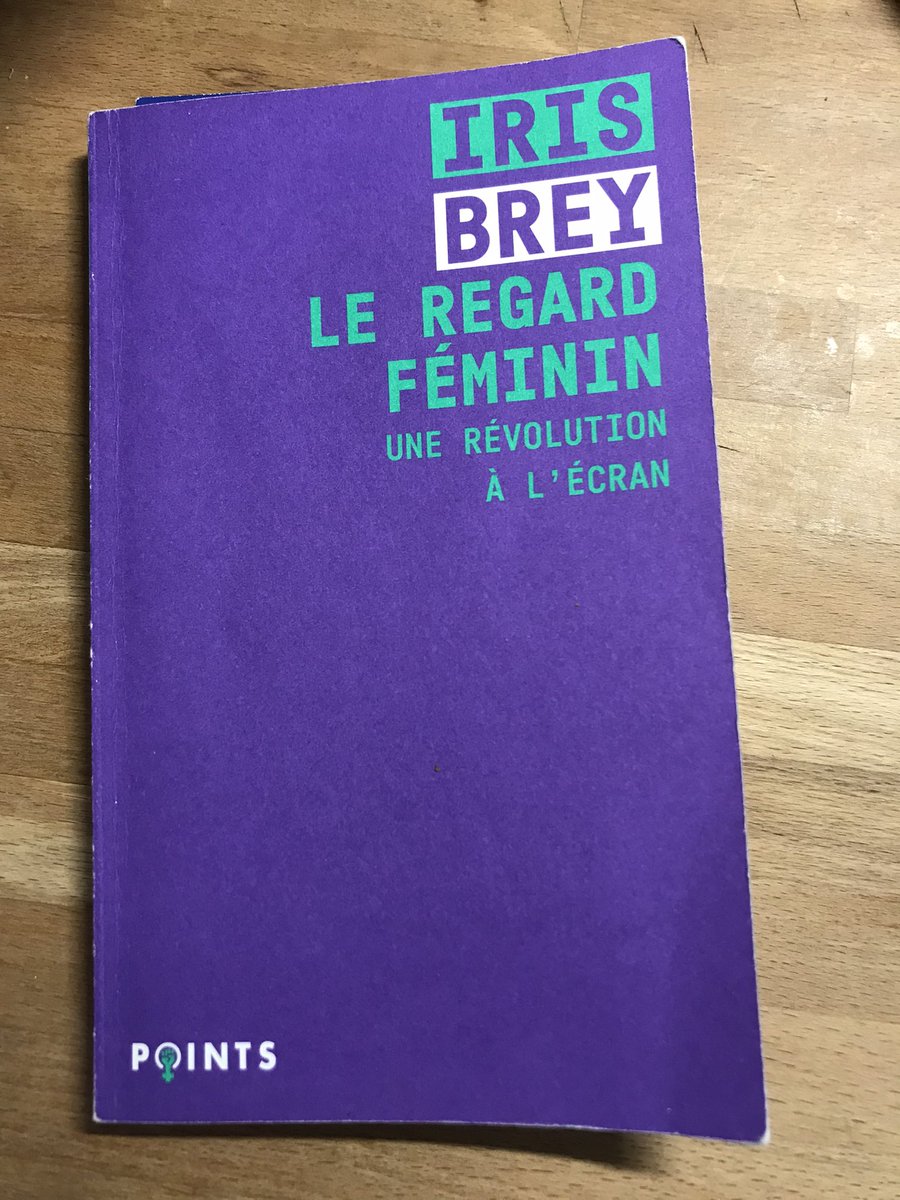 IRIS
BREY
LE REGARD
FÉMININ
UNE RÉVOLUTION
À L'ÉCRAN
POINTS